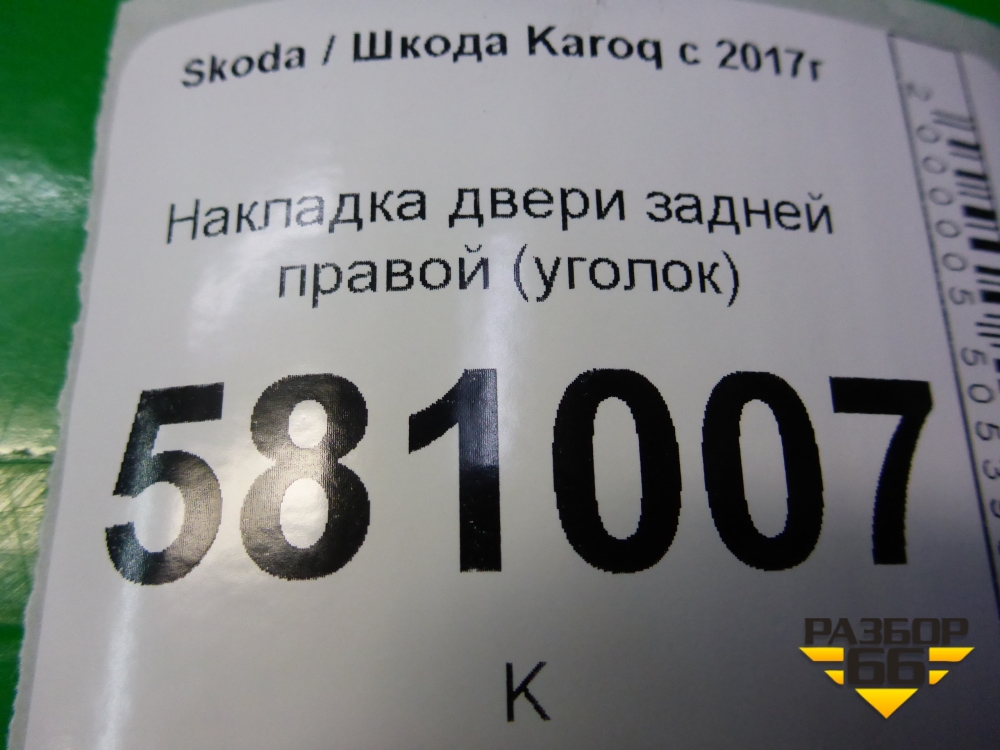 Skoda / Шкода Karoq с 2017г
Накладка двери задней
правой (уголок)
581007
К
РАЗБОР
66